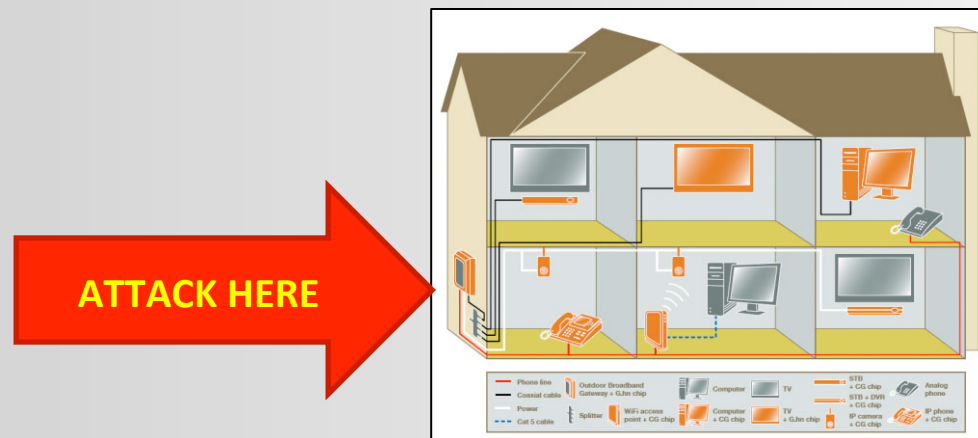 ATTACK HERE
Phone line
Coaxial cable
Power
Cat 5 cable
Outdoor Broadband
Gateway + G.hn chip
Splitter
WiFi access
point + CG chip
Computer
Computer
+ CG chip
TV
TV
+ G.hn chip
STB
+ CG chip
STB + DVR
+ CG chip
IP camera
+ CG chip
Analog
phone
IP phone
+ CG chip